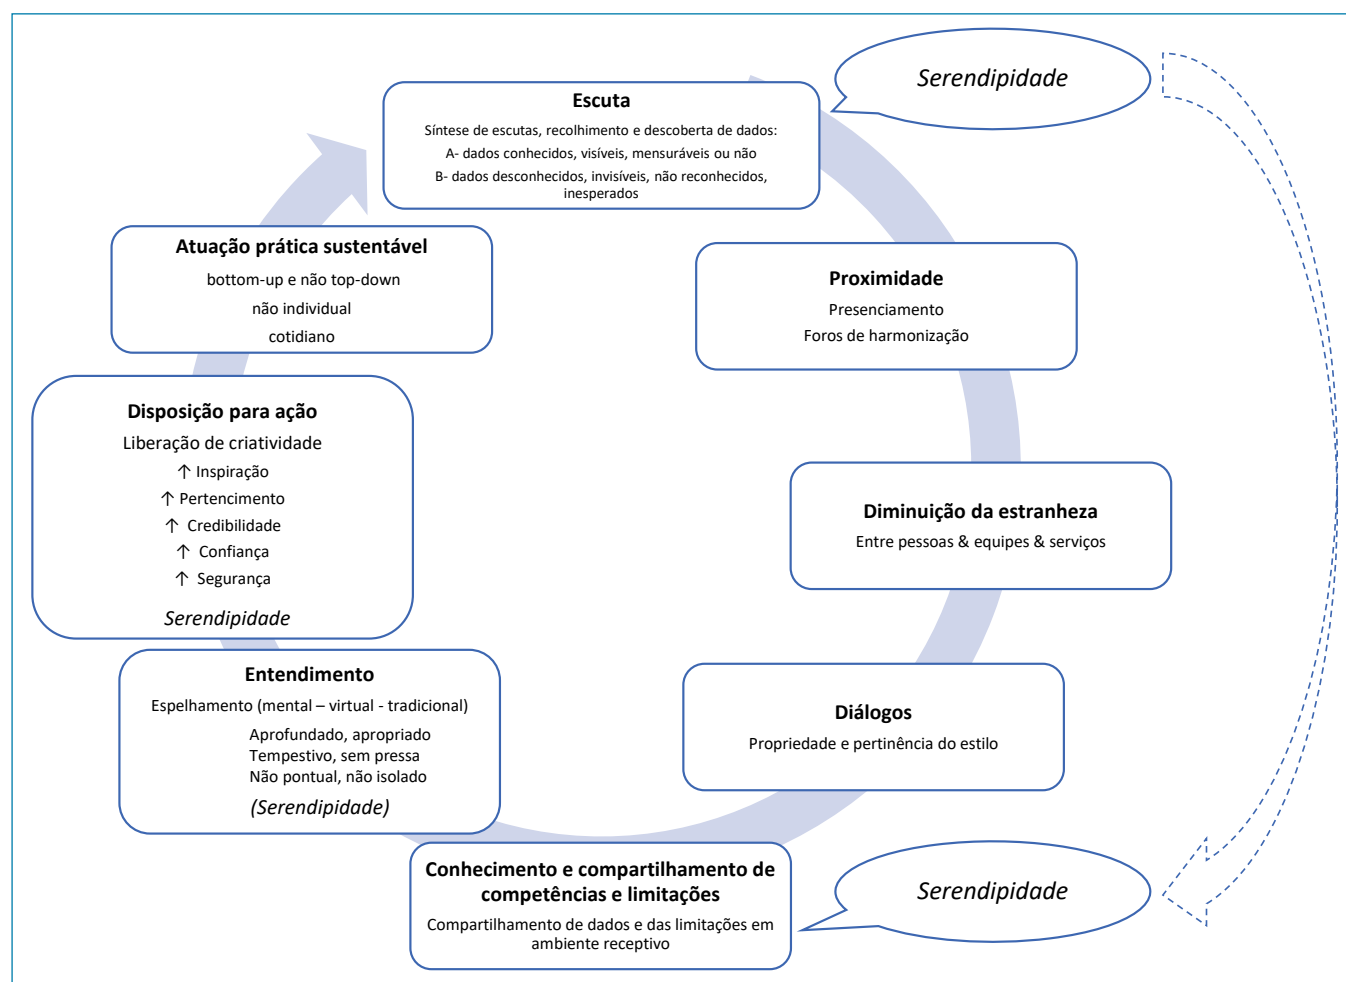 Serendipidade
Escuta
Síntese de escutas, recolhimento e descoberta de dados:
A- dados conhecidos, visíveis, mensuráveis ou não
B- dados desconhecidos, invisíveis, não reconhecidos,
inesperados
Proximidade
Presenciamento
Foros de harmonização
Diminuição da estranheza
Entre pessoas & equipes & serviços
Diálogos
Propriedade e pertinência do estilo
Serendipidade
Conhecimento e compartilhamento de
competências e limitações
Compartilhamento de dados e das limitações em
ambiente receptivo
Entendimento
Espelhamento (mental – virtual - tradicional)
Aprofundado, apropriado
Tempestivo, sem pressa
Não pontual, não isolado
(Serendipidade)
Disposição para ação
Liberação de criatividade
↑ Inspiração
↑ Pertencimento
↑ Credibilidade
↑ Confiança
↑ Segurança
Serendipidade
Atuação prática sustentável
bottom-up e não top-down
não individual
cotidiano